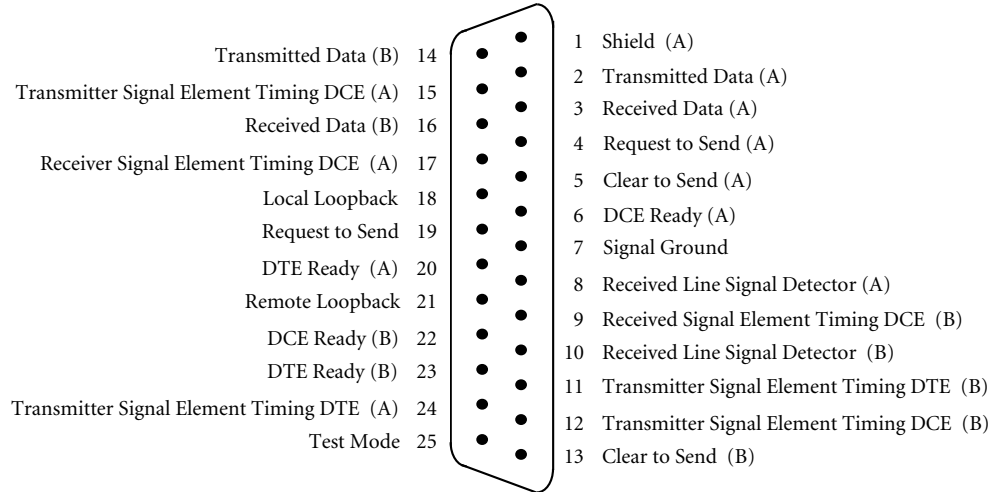 Transmitted Data (B) 14
Transmitter Signal Element Timing DCE (A) 15
Received Data (B) 16
Receiver Signal Element Timing DCE (A) 17
Local Loopback 18
Request to Send 19
DTE Ready (A) 20
Remote Loopback 21
DCE Ready (B) 22
DTE Ready (B) 23
Transmitter Signal Element Timing DTE (A) 24
Test Mode 25
1 Shield (A)
2 Transmitted Data (A)
3 Received Data (A)
4 Request to Send (A)
5 Clear to Send (A)
6 DCE Ready (A)
7 Signal Ground
8 Received Line Signal Detector (A)
9 Received Signal Element Timing DCE (B)
10 Received Line Signal Detector (B)
11 Transmitter Signal Element Timing DTE (B)
12 Transmitter Signal Element Timing DCE (B)
13 Clear to Send (B)